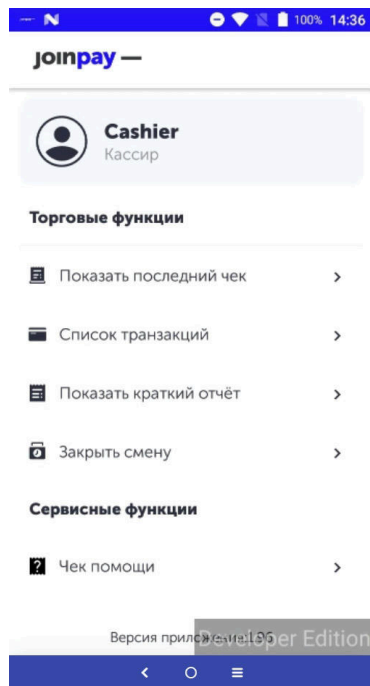 100% 14:36
joinpay —
Cashier
Кассир
Торговые функции
Показать последний чек
Список транзакций
Показать краткий отчёт
Закрыть смену
Сервисные функции
? Чек помощи
Версия приложения
Developer Edition